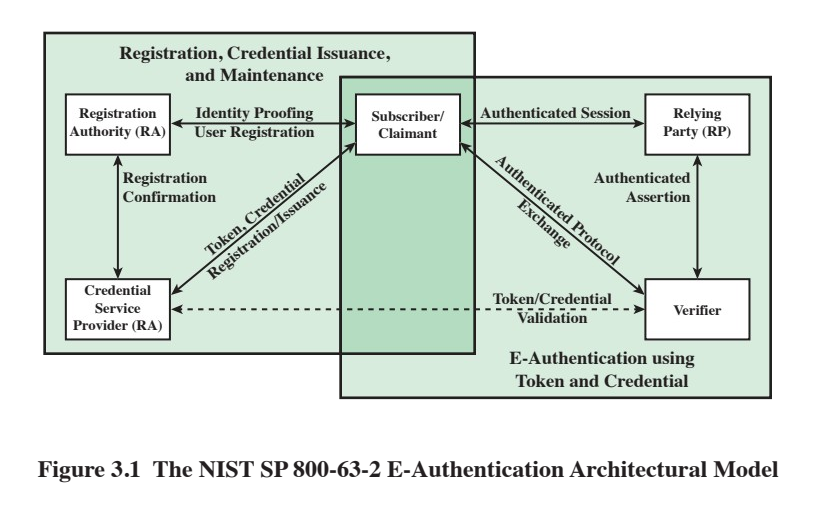 Registration, Credential Issuance,
and Maintenance
Registration
Authority (RA)
Identity Proofing
User Registration
Subscriber/
Claimant
Authenticated Session
Relying
Party (RP)
Registration
Confirmation
Token, Credential
Registration/Issuance
Authenticated Protocol
Exchange
Authenticated
Assertion
Credential
Service
Provider (RA)
Token/Credential
Validation
Verifier
E-Authentication using
Token and Credential
Figure 3.1 The NIST SP 800-63-2 E-Authentication Architectural Model